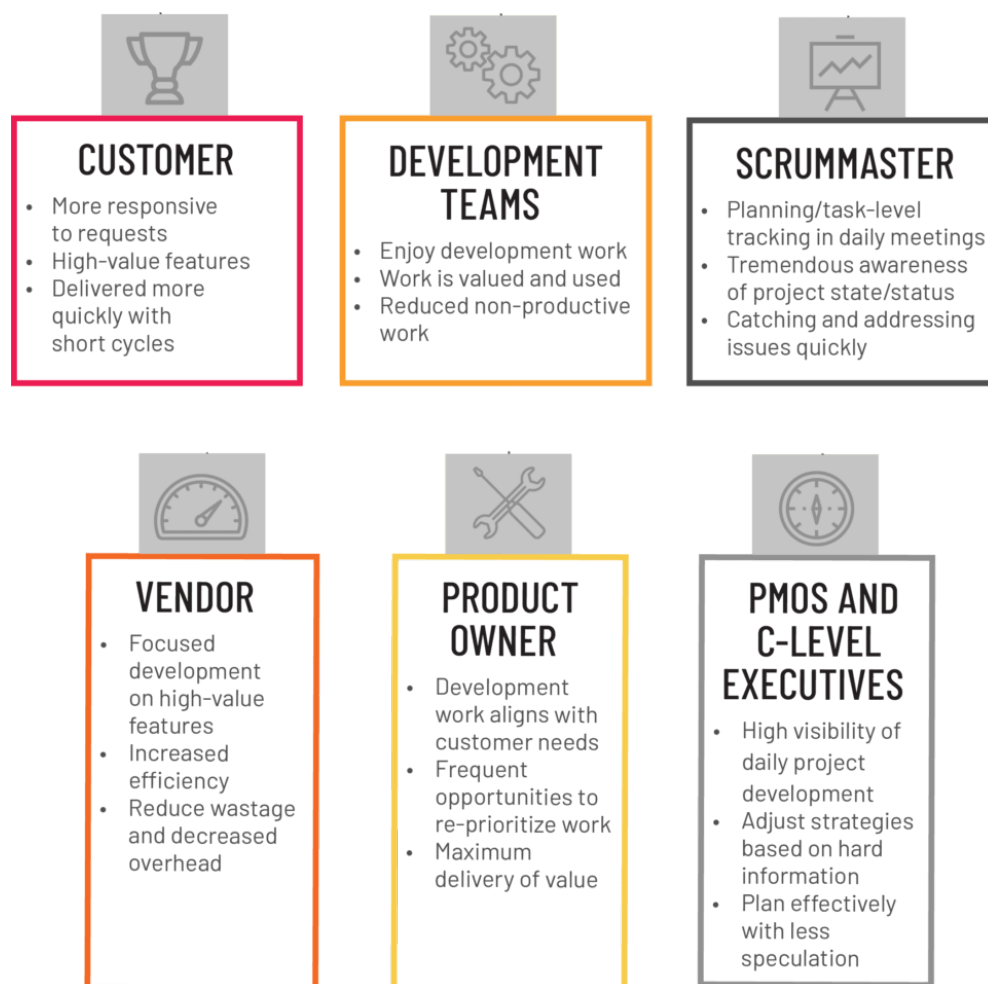 CUSTOMER
• More responsive
to requests
• High-value features
• Delivered more
quickly with
short cycles
DEVELOPMENT
TEAMS
• Enjoy development work
• Work is valued and used
• Reduced non-productive
work
SCRUMMASTER
• Planning/task-level
tracking in daily meetings
• Tremendous awareness
of project state/status
• Catching and addressing
issues quickly
VENDOR
• Focused
development
on high-value
features
• Increased
efficiency
• Reduce wastage
and decreased
overhead
PRODUCT
OWNER
• Development
work aligns with
customer needs
• Frequent
opportunities to
re-prioritize work
• Maximum
delivery of value
PMOS AND
C-LEVEL
EXECUTIVES
• High visibility of
daily project
development
• Adjust strategies
based on hard
information
• Plan effectively
with less
speculation